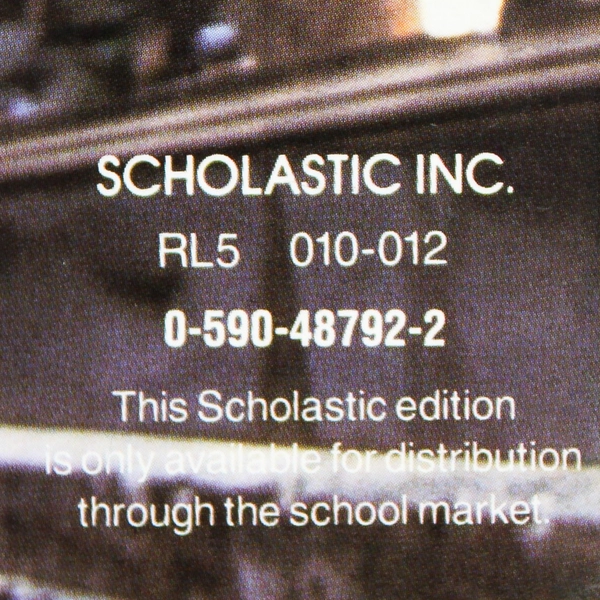 SCHOLASTIC INC.
RL5 010-012
0-590-48792-2
This Scholastic edition
is only available for distribution
through the school market.